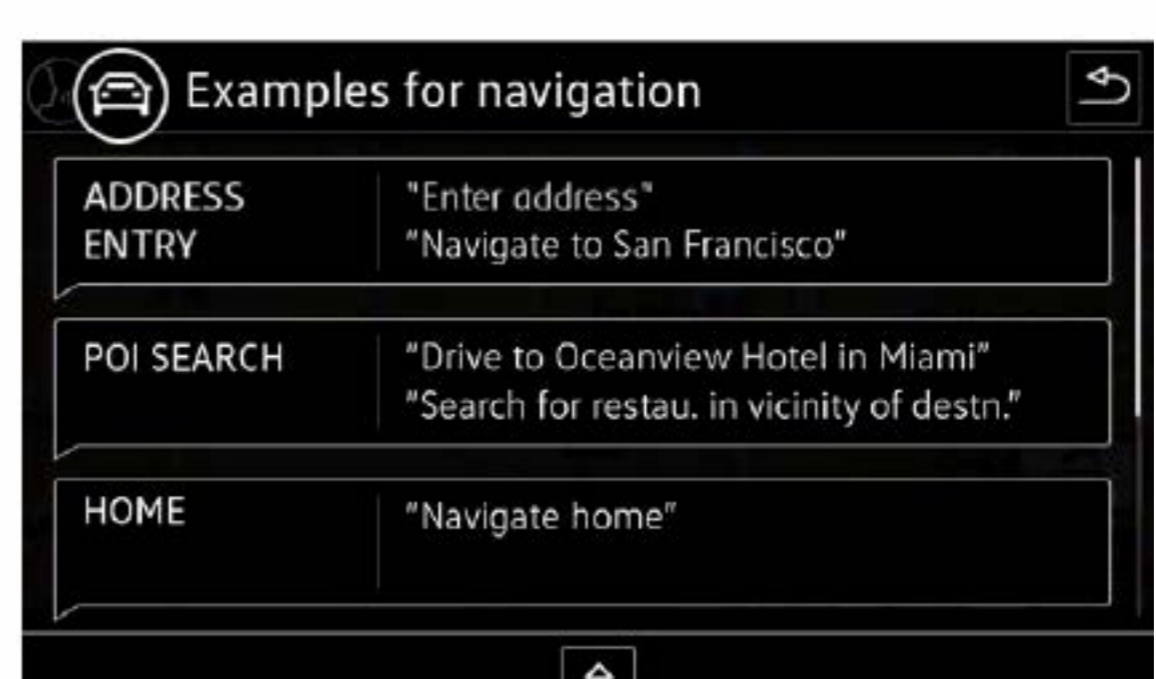 Examples for navigation
ADDRESS
ENTRY
"Enter address"
"Navigate to San Francisco"
POI SEARCH
"Drive to Oceanview Hotel in Miami"
"Search for restau. in vicinity of destn."
HOME
"Navigate home"